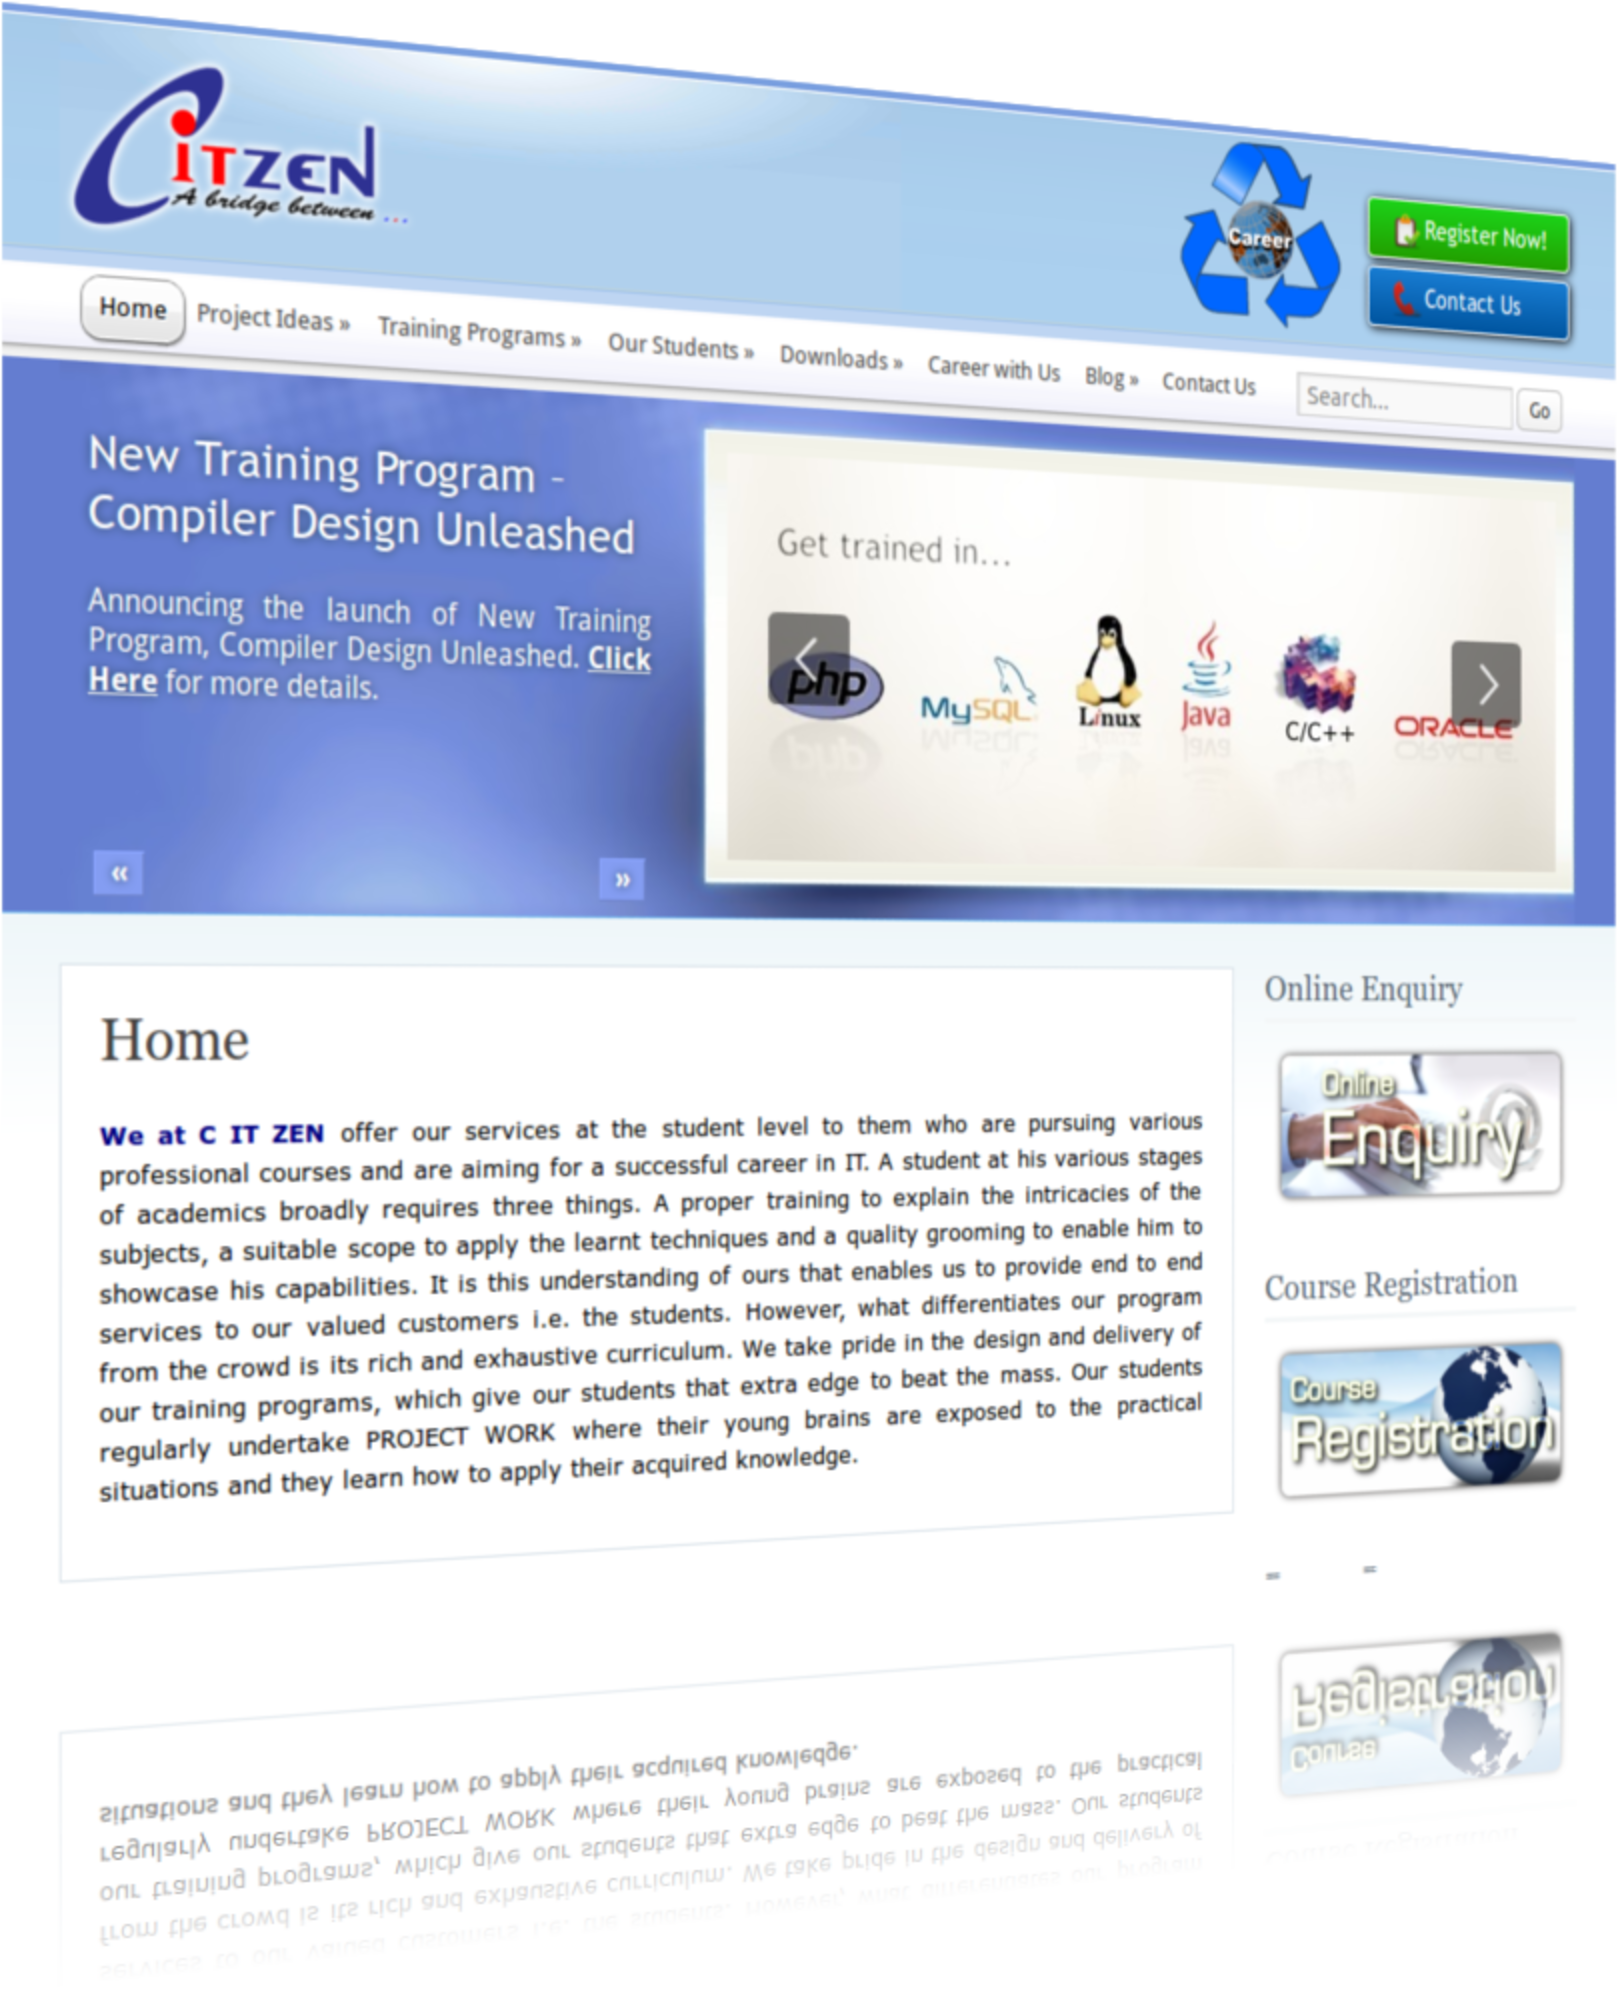 CITZEN
A bridge between ...
Career
Register Now!
Contact Us
Home
Project Ideas »
Training Programs »
Our Students »
Downloads »
Career with Us
Blog »
Contact Us
Search...
Go
New Training Program -
Compiler Design Unleashed
Announcing the launch of New Training
Program, Compiler Design Unleashed. Click
Here for more details.
«
»
Get trained in...
php
MySQL
Linux
Java
C/C++
ORACLE
Home
We at C IT ZEN offer our services at the student level to them who are pursuing various
professional courses and are aiming for a successful career in IT. A student at his various stages
of academics broadly requires three things. A proper training to explain the intricacies of the
subjects, a suitable scope to apply the learnt techniques and a quality grooming to enable him to
showcase his capabilities. It is this understanding of ours that enables us to provide end to end
services to our valued customers i.e. the students. However, what differentiates our program
from the crowd is its rich and exhaustive curriculum. We take pride in the design and delivery of
our training programs, which give our students that extra edge to beat the mass. Our students
regularly undertake PROJECT WORK where their young brains are exposed to the practical
situations and they learn how to apply their acquired knowledge.
Online Enquiry
Online
Enquiry
@
Course Registration
Course
Registration